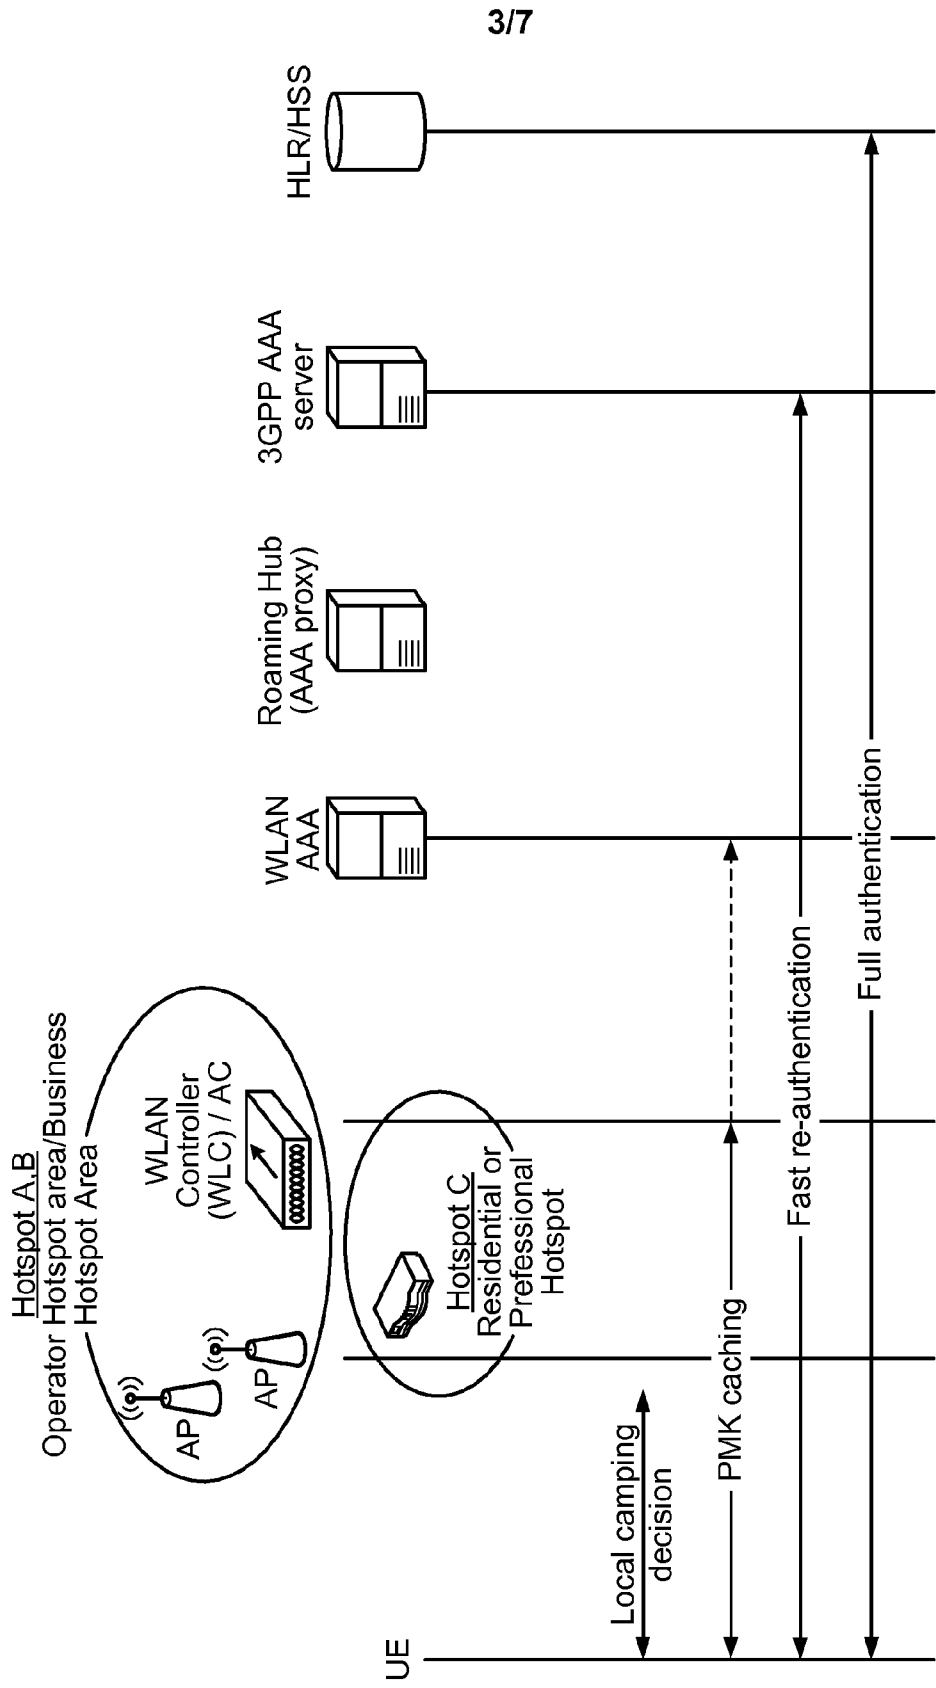 3/7
Hotspot A,B
Operator Hotspot area/Business
Hotspot Area
AP
AP
WLAN
Controller
(WLC) / AC
Hotspot C
Residential or
Prefessional
Hotspot
UE
WLAN
AAA
Roaming Hub
(AAA proxy)
3GPP AAA
server
HLR/HSS
Local camping
decision
PMK caching
Fast re-authentication
Full authentication